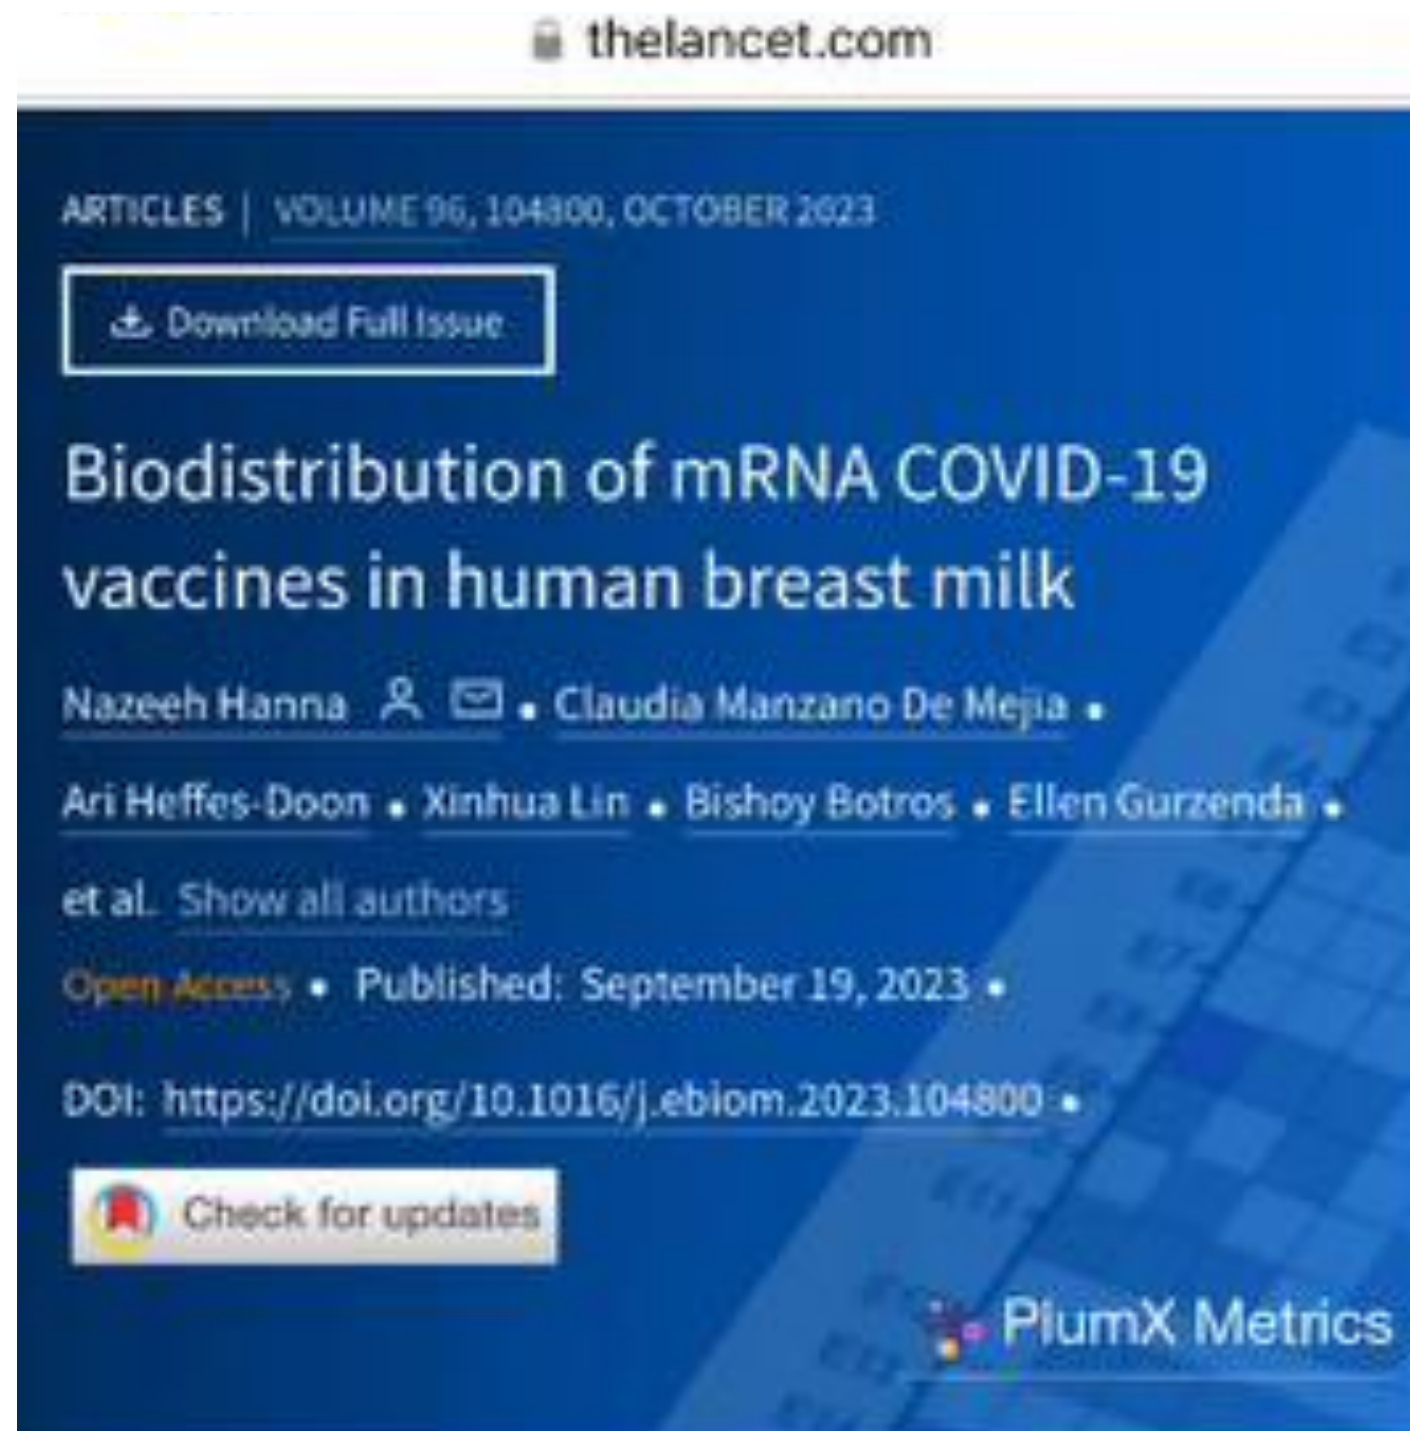 thelancet.com
ARTICLES | VOLUME 96, 104800, OCTOBER 2023
Download Full Issue
Biodistribution of mRNA COVID-19
vaccines in human breast milk
Nazeeh Hanna • Claudia Manzano De Mejia •
Ari Heffes-Doon • Xinhua Lin • Bishoy Botros • Ellen Gurzenda •
et al. Show all authors
Open Access • Published: September 19, 2023 •
DOI: https://doi.org/10.1016/j.ebiom.2023.104800 •
Check for updates
PlumX Metrics